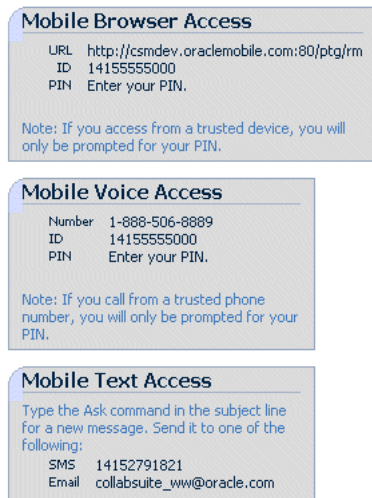 Mobile Browser Access
URL http://csmdev.oraclemobile.com:80/ptg/rm
ID 14155555000
PIN Enter your PIN.
Note: If you access from a trusted device, you will
only be prompted for your PIN.
Mobile Voice Access
Number 1-888-506-8889
ID 14155555000
PIN Enter your PIN.
Note: If you call from a trusted phone
number, you will only be prompted for your
PIN.
Mobile Text Access
Type the Ask command in the subject line
for a new message. Send it to one of the
following:
SMS 14152791821
Email collabsuite_ww@oracle.com